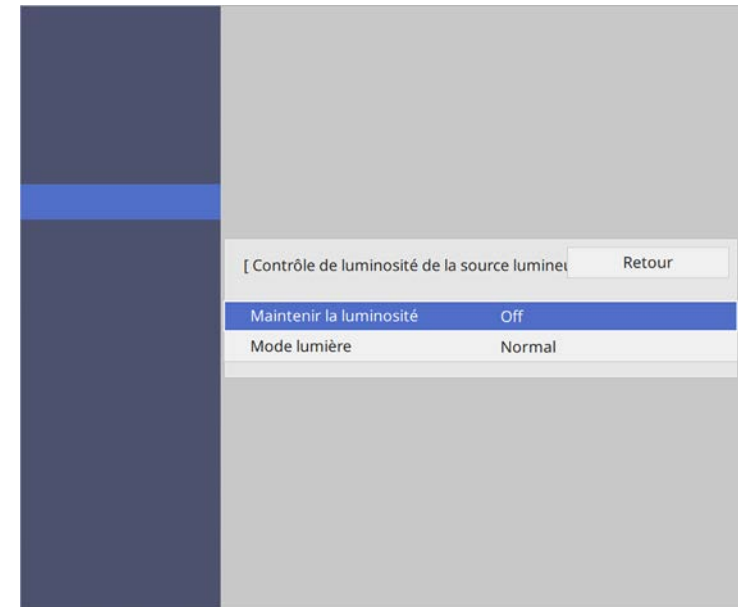 [ Contrôle de luminosité de la source lumineu
Retour
Maintenir la luminosité Off
Mode lumière Normal